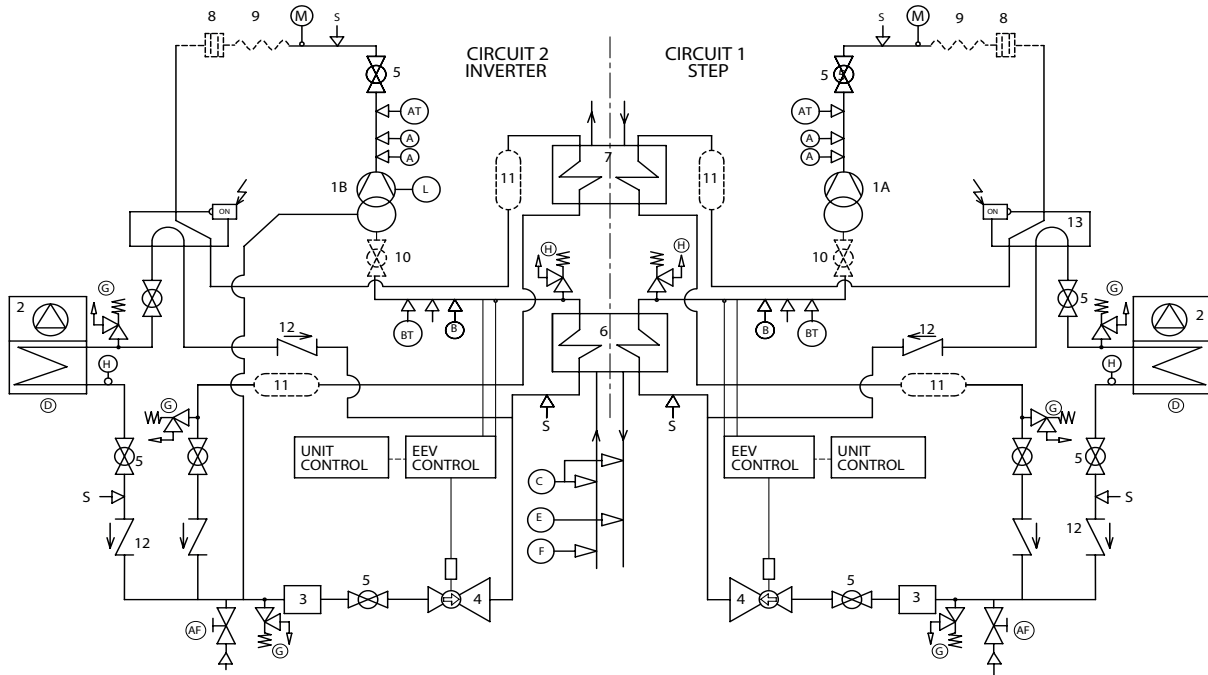 8 9 M S S M 9 8
CIRCUIT 2
INVERTER
CIRCUIT 1
STEP
5 5
AT AT
A A
A A
7
11 11
1B L 1A
ON ON
13
10 10
H H
G 5 G
2 2
BT B B BT
12 6 12
H H
11 11
D D
G G
S S
UNIT
CONTROL
EEV
CONTROL
EEV
CONTROL
UNIT
CONTROL
5 5
C
S S
E
12 12
F
5 5
3 4 4 3
AF AF
G G